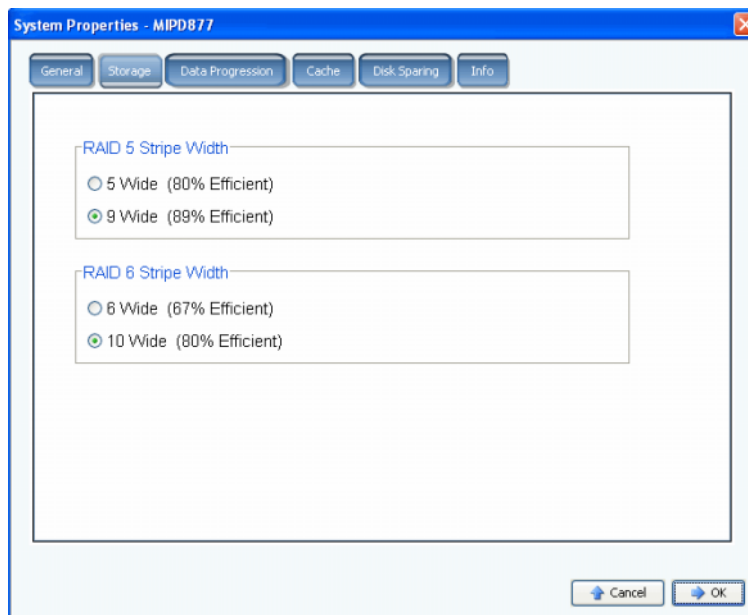 System Properties - MIPD877
General Storage Data Progression Cache Disk Sparing Info
RAID 5 Stripe Width
5 Wide (80% Efficient)
9 Wide (89% Efficient)
RAID 6 Stripe Width
6 Wide (67% Efficient)
10 Wide (80% Efficient)
Cancel OK